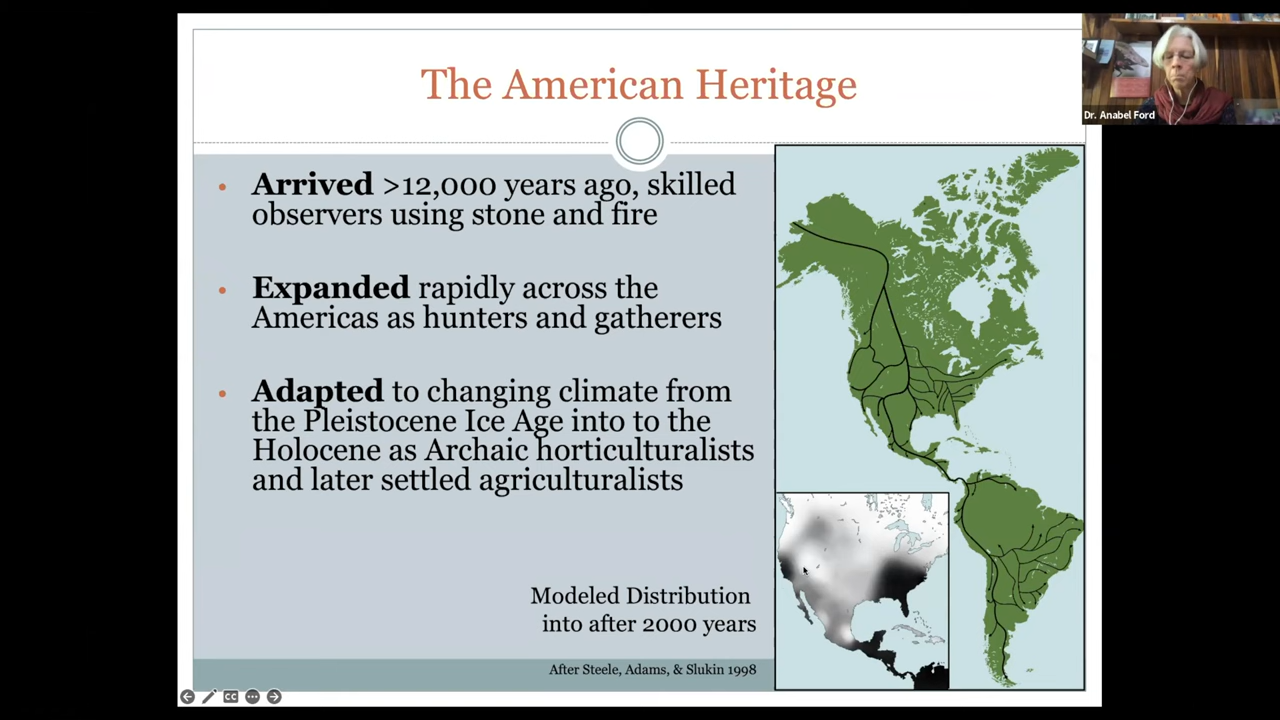 The American Heritage
Dr. Anabel Ford
• Arrived >12,000 years ago, skilled
observers using stone and fire
• Expanded rapidly across the
Americas as hunters and gatherers
• Adapted to changing climate from
the Pleistocene Ice Age into to the
Holocene as Archaic horticulturalists
and later settled agriculturalists
Modeled Distribution
into after 2000 years
After Steele, Adams, & Slukin 1998
CC